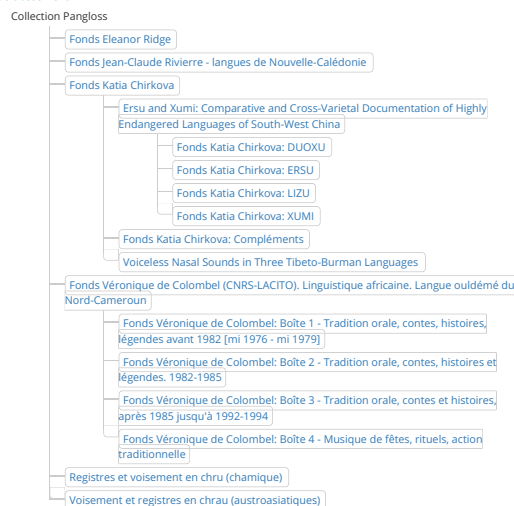 Collection Pangloss
Fonds Eleanor Ridge
Fonds Jean-Claude Rivierre - langues de Nouvelle-Calédonie
Fonds Katia Chirkova
Ersu and Xumi: Comparative and Cross-Varietal Documentation of Highly
Endangered Languages of South-West China
Fonds Katia Chirkova: DUOXU
Fonds Katia Chirkova: ERSU
Fonds Katia Chirkova: LIZU
Fonds Katia Chirkova: XUMI
Fonds Katia Chirkova: Compléments
Voiceless Nasal Sounds in Three Tibeto-Burman Languages
Fonds Véronique de Colombel (CNRS-LACITO). Linguistique africaine. Langue ouldémé du
Nord-Cameroun
Fonds Véronique de Colombel: Boîte 1 - Tradition orale, contes, histoires,
légendes avant 1982 [mi 1976 - mi 1979]
Fonds Véronique de Colombel: Boîte 2 - Tradition orale, contes, histoires et
légendes. 1982-1985
Fonds Véronique de Colombel: Boîte 3 - Tradition orale, contes et histoires,
après 1985 jusqu'à 1992-1994
Fonds Véronique de Colombel: Boîte 4 - Musique de fêtes, rituels, action
traditionnelle
Registres et voisement en chru (chamique)
Voisement et registres en chrau (austroasiatiques)